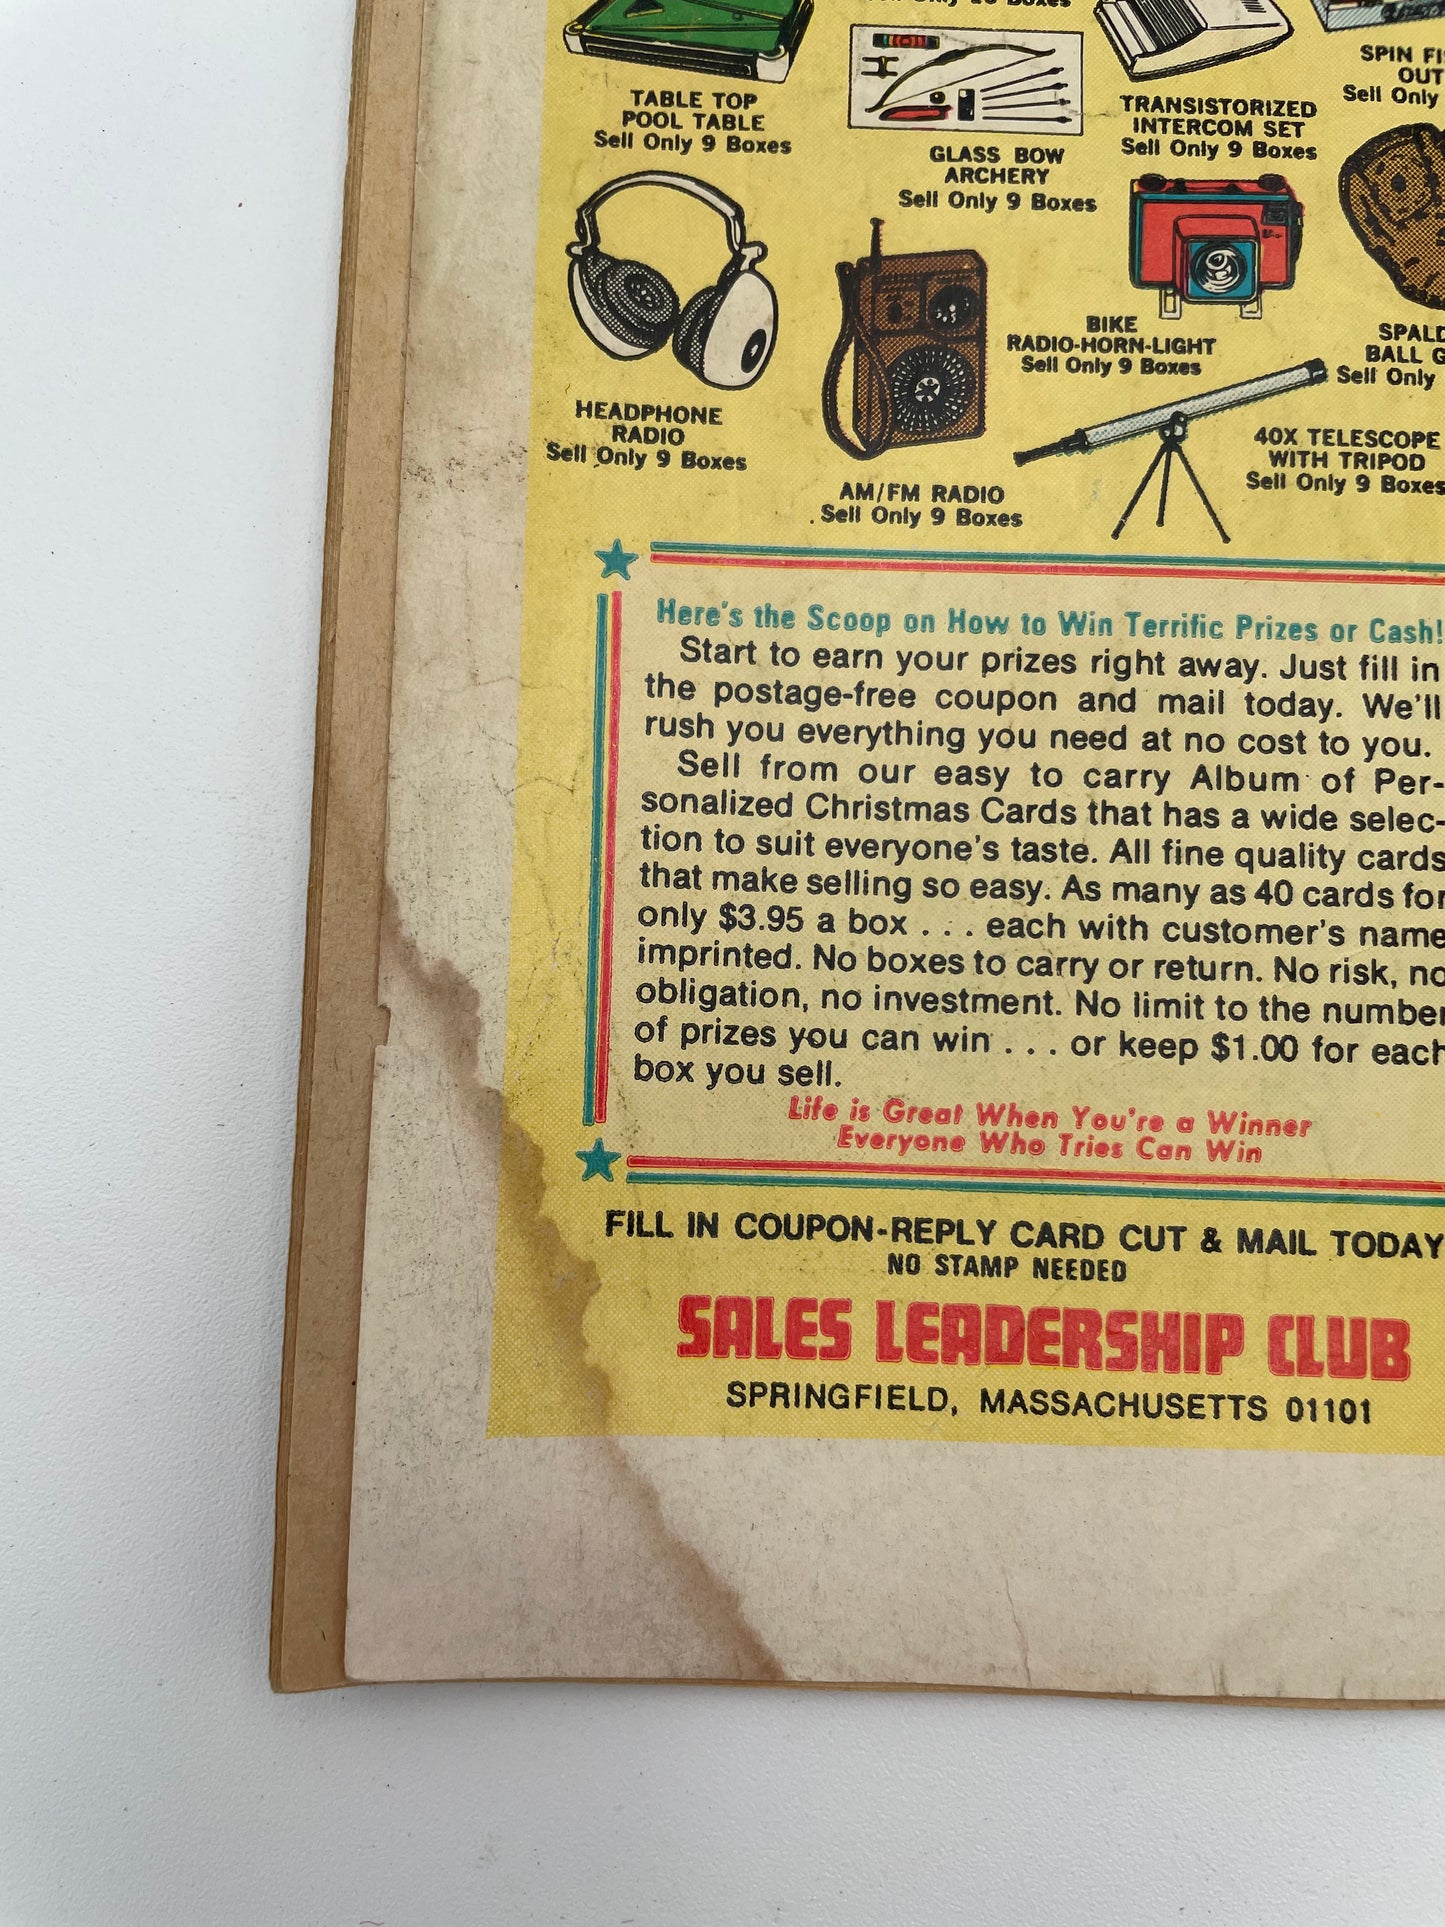 TABLE TOP
POOL TABLE
Sell Only 9 Boxes
GLASS BOW
ARCHERY
Sell Only 9 Boxes
TRANSISTORIZED
INTERCOM SET
Sell Only 9 Boxes
SPIN
OUT
Sell Only
HEADPHONE
RADIO
Sell Only 9 Boxes
AM/FM RADIO
Sell Only 9 Boxes
BIKE
RADIO-HORN-LIGHT
Sell Only 9 Boxes
SPALD
BALL G
Sell Only
40X TELESCOPE
WITH TRIPOD
Sell Only 9 Boxes
Here's the Scoop on How to Win Terrific Prizes or Cash!
Start to earn your prizes right away. Just fill in
the postage-free coupon and mail today. We'll
rush you everything you need at no cost to you.
Sell from our easy to carry Album of Per-
sonalized Christmas Cards that has a wide selec-
tion to suit everyone's taste. All fine quality cards
that make selling so easy. As many as 40 cards for
only $3.95 a box . . . each with customer's name
imprinted. No boxes to carry or return. No risk, no
obligation, no investment. No limit to the number
of prizes you can win . . . or keep $1.00 for each
box you sell.
Life is Great When You're a Winner
Everyone Who Tries Can Win
FILL IN COUPON-REPLY CARD CUT & MAIL TODAY
NO STAMP NEEDED
SALES LEADERSHIP CLUB
SPRINGFIELD, MASSACHUSETTS 01101